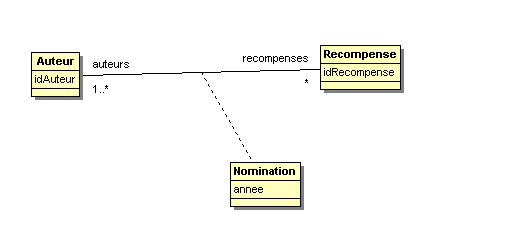 Auteur
idAuteur
auteurs
1..*
recompenses
*
Recompense
idRecompense
Nomination
annee